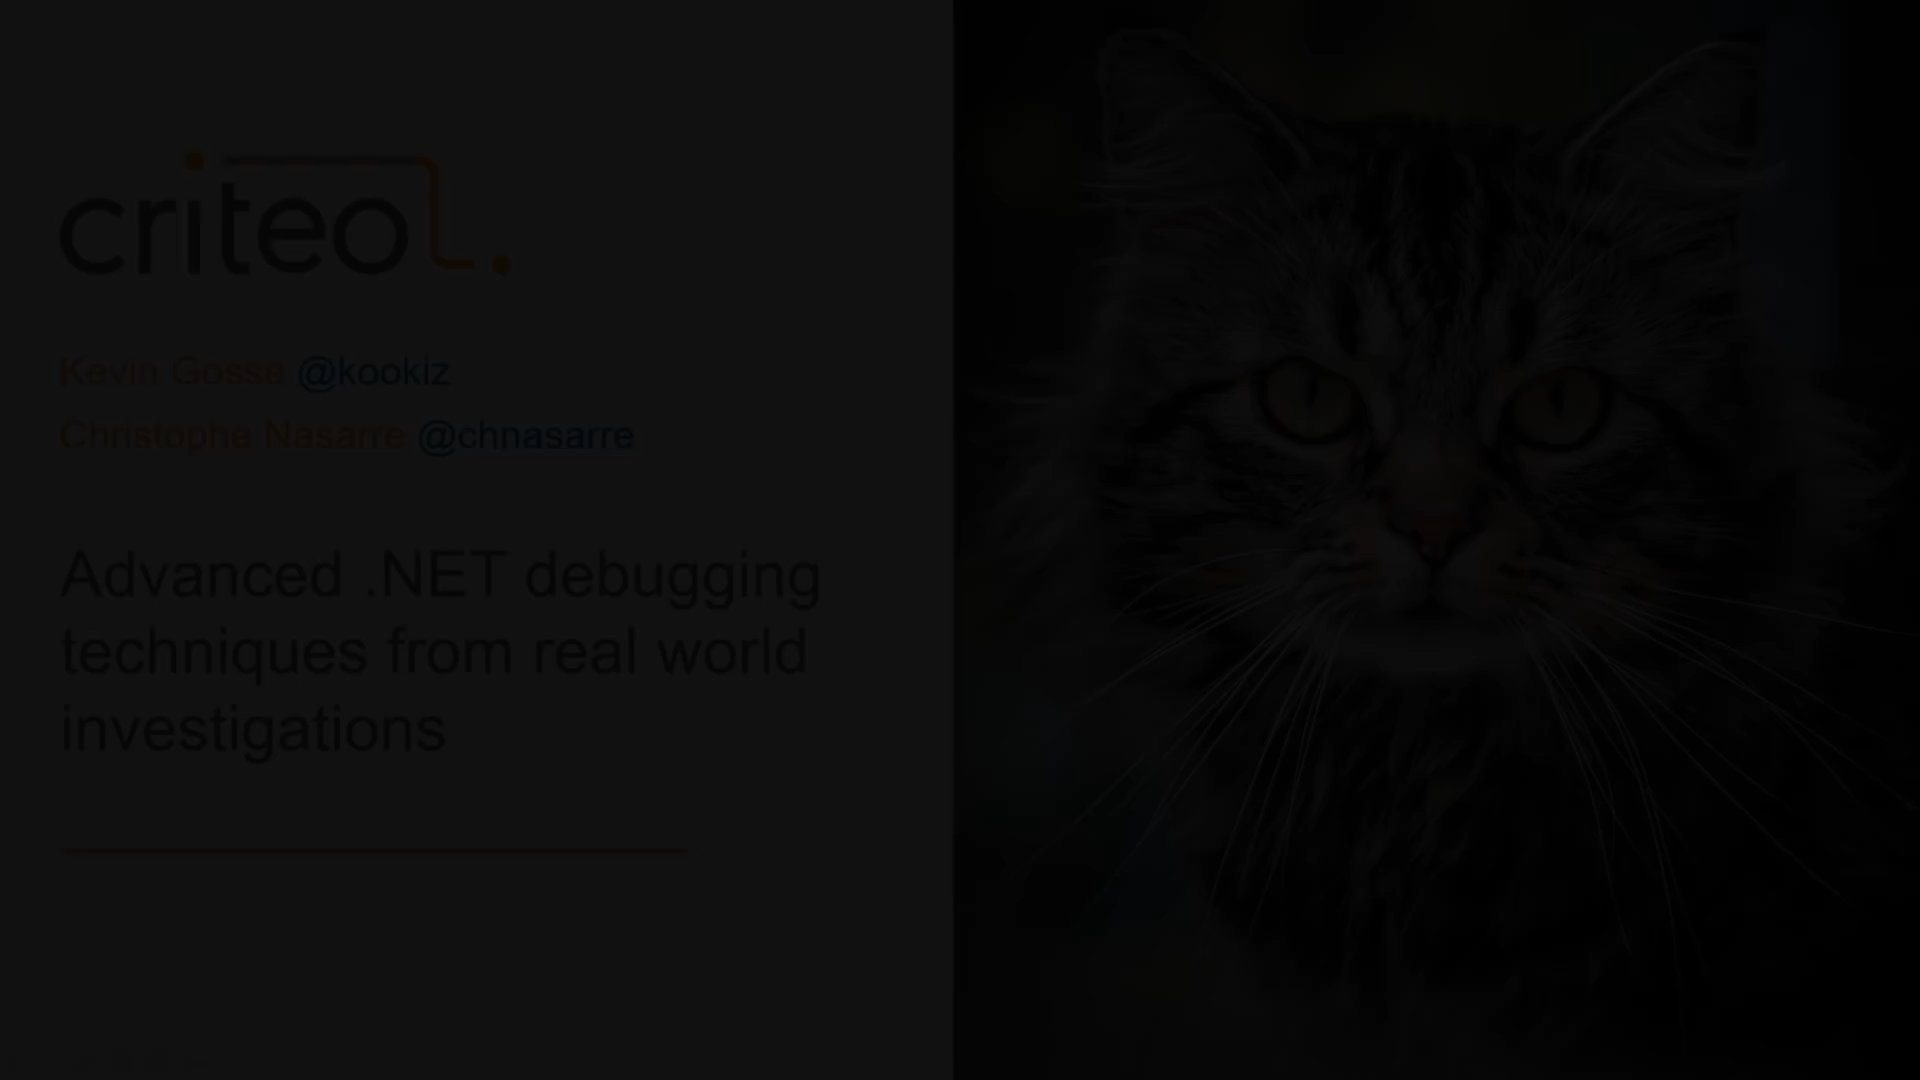 criteo
Kevin Gosse @kookiz
Christophe Nasarre @chnasarre
Advanced .NET debugging
techniques from real world
investigations